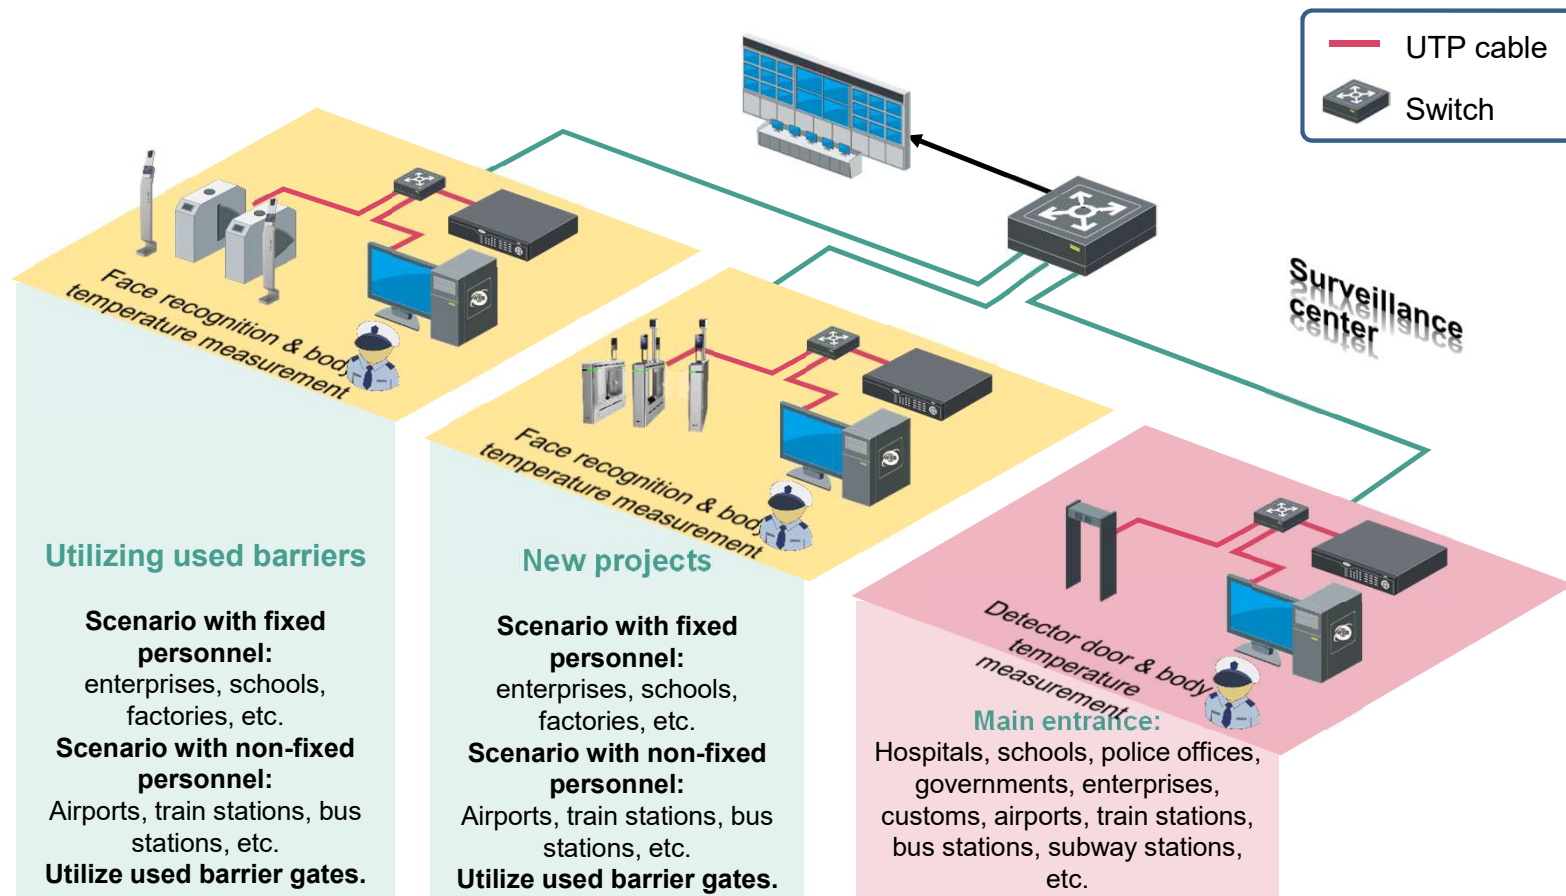 UTP cable
Switch
Surveillance
center
Face recognition & body
temperature measurement
Face recognition & body
temperature measurement
Detector door & body
temperature
measurement
Utilizing used barriers
Scenario with fixed
personnel:
enterprises, schools,
factories, etc.
Scenario with non-fixed
personnel:
Airports, train stations, bus
stations, etc.
Utilize used barrier gates.
New projects
Scenario with fixed
personnel:
enterprises, schools,
factories, etc.
Scenario with non-fixed
personnel:
Airports, train stations, bus
stations, etc.
Utilize used barrier gates.
Main entrance:
Hospitals, schools, police offices,
governments, enterprises,
customs, airports, train stations,
bus stations, subway stations,
etc.